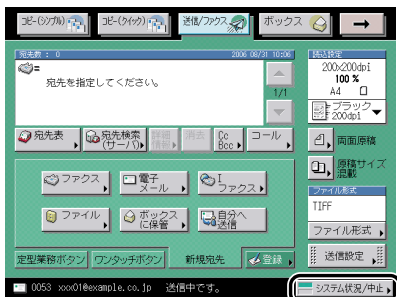 コピー(シンプル)
コピー(クイック)
送信/ファクス
ボックス
宛先数 : 0
2006 08/31 10:06
宛先を指定してください。
1/1
宛先表
宛先検索
(サーバ)
詳細
情報
消去
Cc
Bcc
コール
ファクス
電子
メール
I
ファクス
ファイル
ボックス
に保管
自分へ
送信
定型業務ボタン
ワンタッチボタン
新規宛先
登録
読込設定
200x200dpi
100 %
A4
ブラック
200dpi
両面原稿
原稿サイズ
混載
ファイル形式
TIFF
ファイル形式
送信設定
0053 xxx01@example.co.jp 送信中です。
システム状況/中止